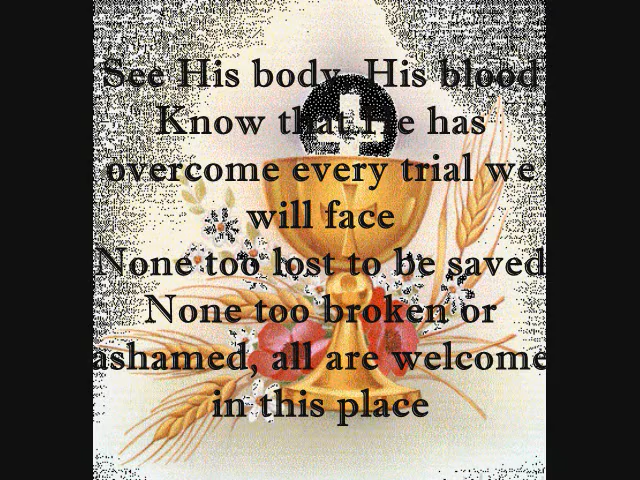 See His body, His blood
Know that He has
overcome every trial we
will face
None too lost to be saved
None too broken or
ashamed, all are welcome
in this place